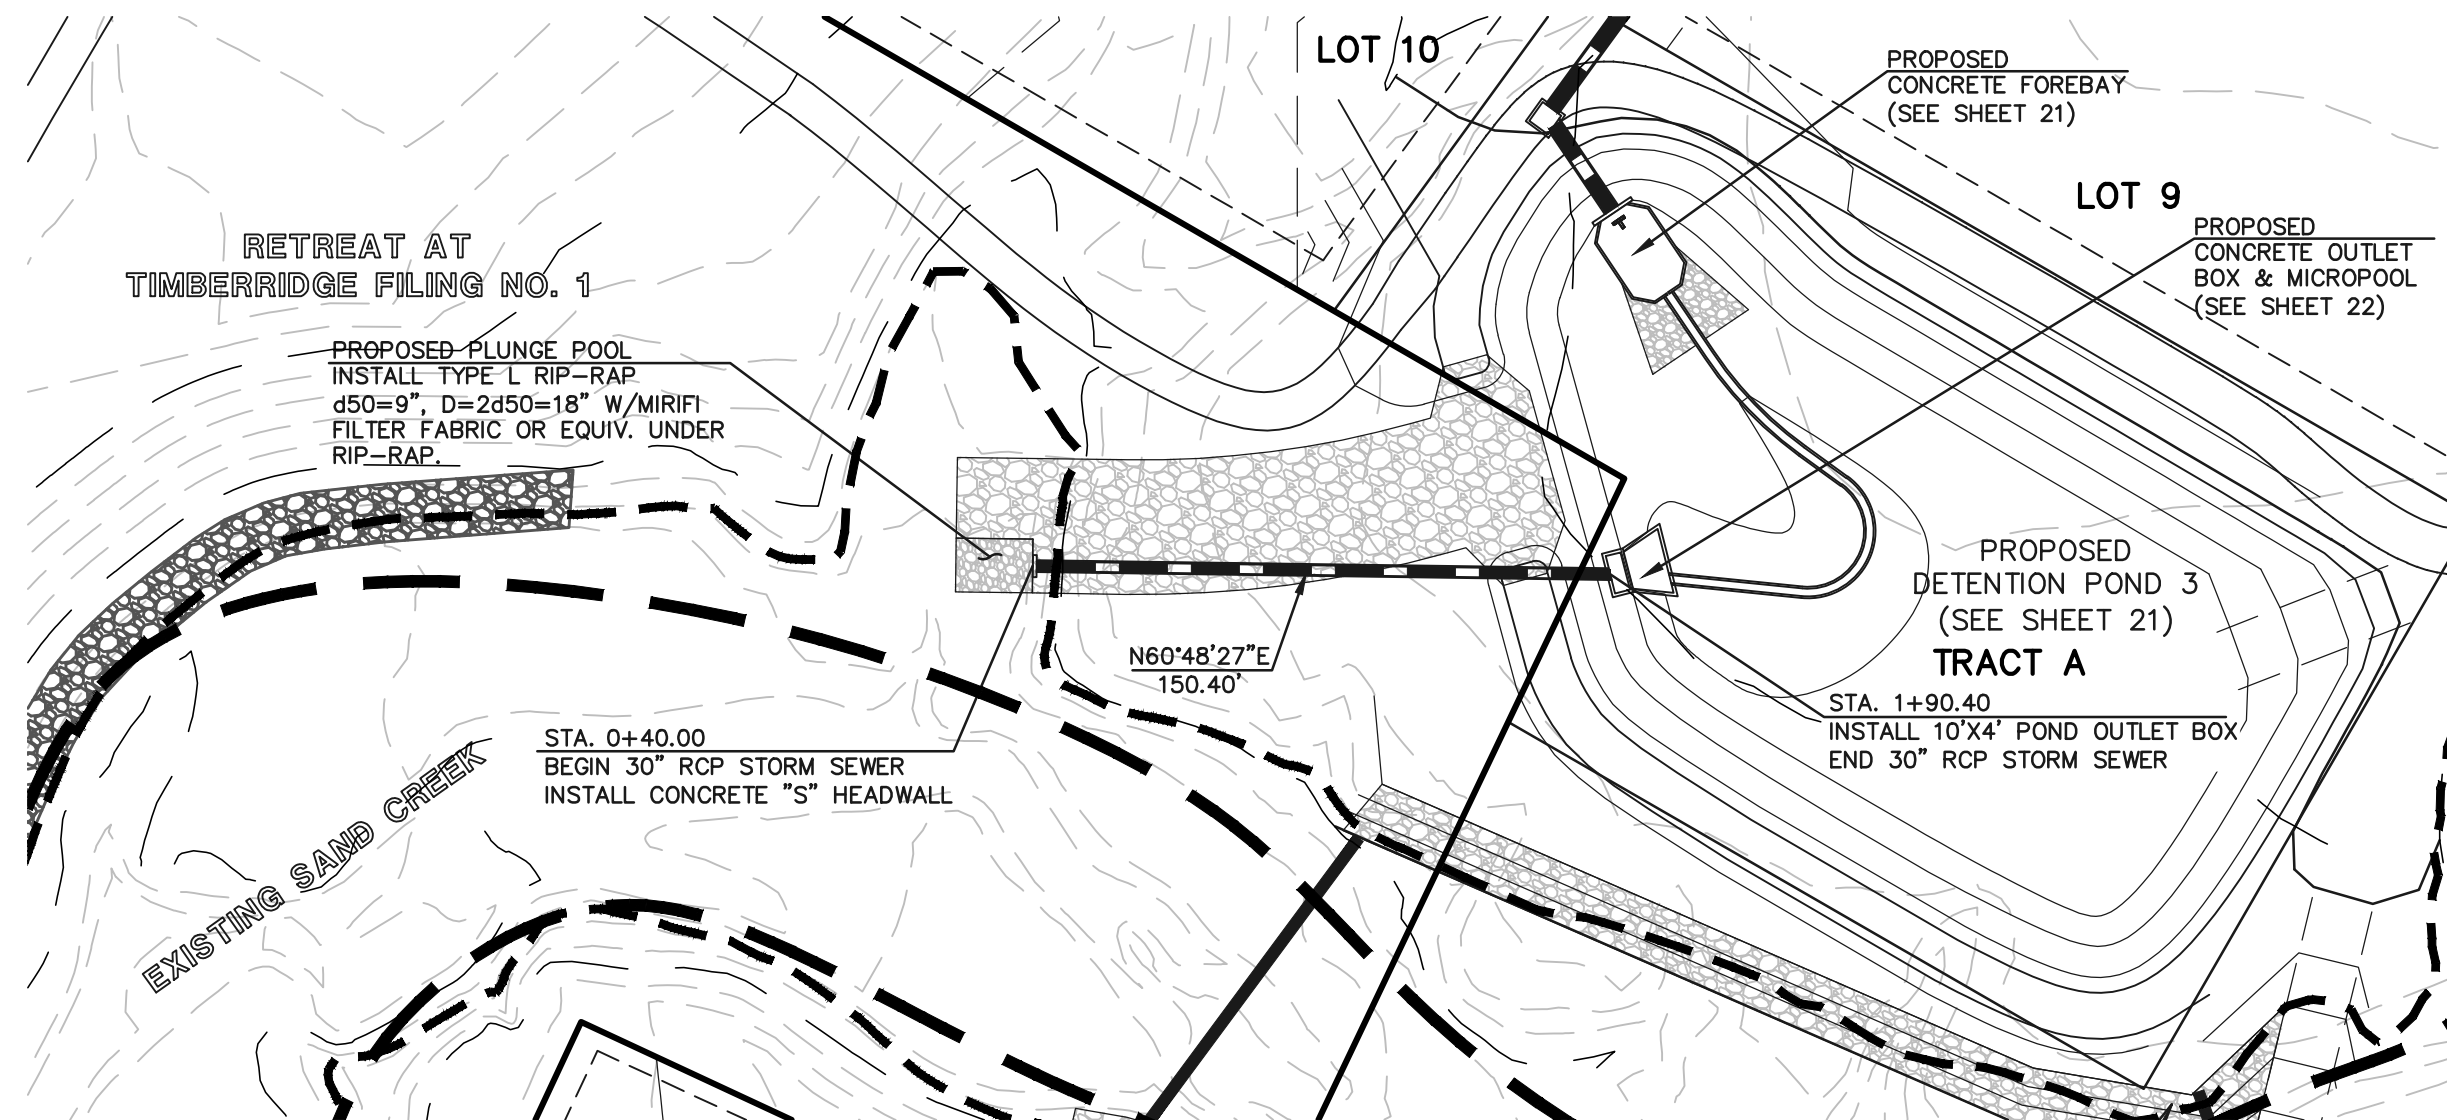 LOT 10
PROPOSED
CONCRETE FOREBAY
(SEE SHEET 21)
LOT 9
PROPOSED
CONCRETE OUTLET
BOX & MICROPOOL
(SEE SHEET 22)
RETREAT AT
TIMBERRIDGE FILING NO. 1
PROPOSED PLUNGE POOL
INSTALL TYPE L RIP-RAP
d50=9", D=2d50=18" W/MIRIFI
FILTER FABRIC OR EQUIV. UNDER
RIP-RAP.
PROPOSED
DETENTION POND 3
(SEE SHEET 21)
TRACT A
N60°48'27"E
150.40'
STA. 1+90.40
INSTALL 10'X4' POND OUTLET BOX
END 30" RCP STORM SEWER
STA. 0+40.00
BEGIN 30" RCP STORM SEWER
INSTALL CONCRETE "S" HEADWALL
EXISTING SAND CREEK